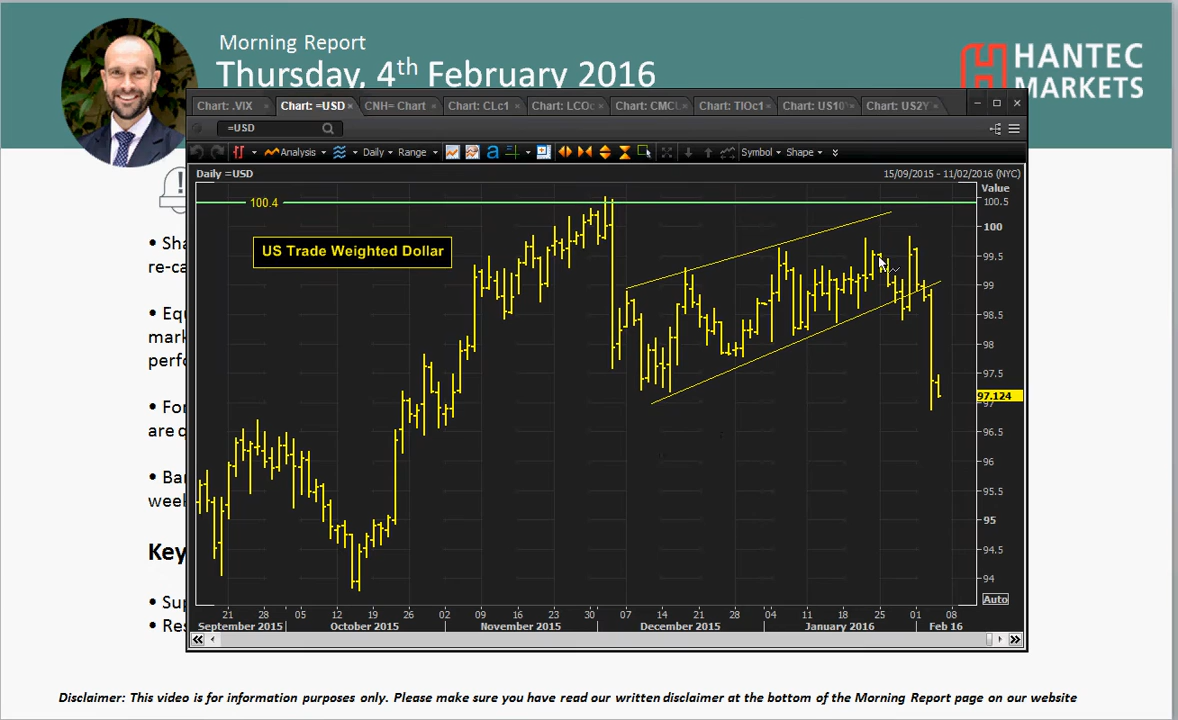 Morning Report
Thursday, 4th February 2016
HANTEC
MARKETS
Chart: .VIX
Chart: =USD
CNH= Chart
Chart: CLc1
Chart: LCOc
Chart: CMCL
Chart: TIOc1
Chart: US10
Chart: US2Y
=USD
Analysis
Daily
Range
Symbol
Shape
Daily =USD
15/09/2015 - 11/02/2016 (NYC)
Value
100.4
100.5
US Trade Weighted Dollar
100
99.5
99
98.5
98
97.5
97.124
97
96.5
96
95.5
95
94.5
94
Auto
21 28 05 12 19 26 02 09 16 23 30 07 14 21 28 04 11 18 25 01 08
September 2015 October 2015 November 2015 December 2015 January 2016 Feb 16
• Sha
re-ca
• Equ
mark
perfo
• For
are q
• Bar
week
Key
• Sup
• Res
Disclaimer: This video is for information purposes only. Please make sure you have read our written disclaimer at the bottom of the Morning Report page on our website